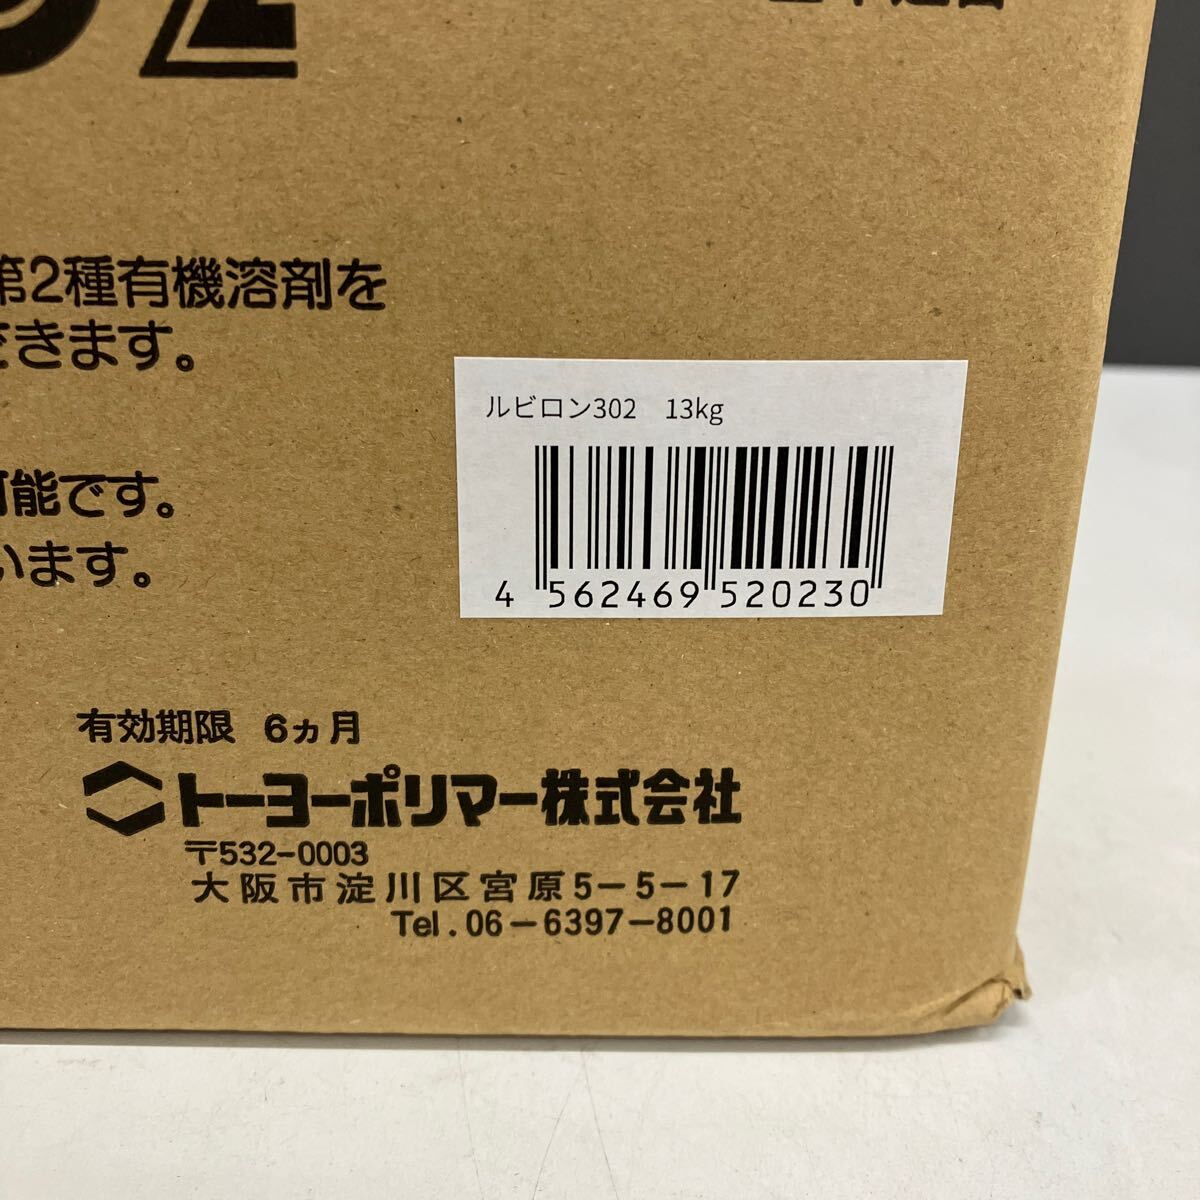 第2種有機溶剤を
できます。
ルビロン302 13kg
可能です。
います。
4 562469 520230
有効期限 6ヵ月
トーヨーポリマー株式会社
〒532-0003
大阪市淀川区宮原5-5-17
Tel.06-6397-8001